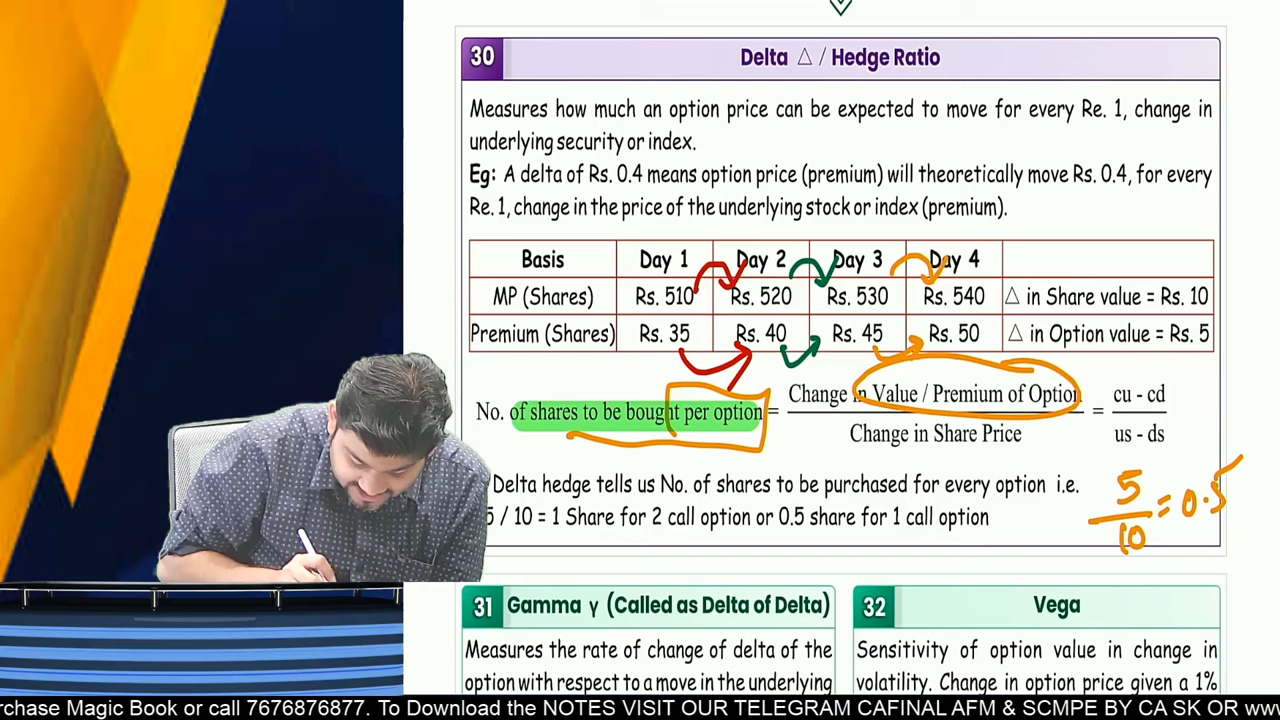 30 Delta △ / Hedge Ratio
Measures how much an option price can be expected to move for every Re. 1, change in
underlying security or index.
Eg: A delta of Rs. 0.4 means option price (premium) will theoretically move Rs. 0.4, for every
Re. 1, change in the price of the underlying stock or index (premium).
Basis Day 1 Day 2 Day 3 Day 4
MP (Shares) Rs. 510 Rs. 520 Rs. 530 Rs. 540 △ in Share value = Rs. 10
Premium (Shares) Rs. 35 Rs. 40 Rs. 45 Rs. 50 △ in Option value = Rs. 5
No. of shares to be bought per option = Change in Value / Premium of Option = cu - cd
Change in Share Price us - ds
Delta hedge tells us No. of shares to be purchased for every option i.e.
5 / 10 = 1 Share for 2 call option or 0.5 share for 1 call option
5
10 = 0.5
31 Gamma γ (Called as Delta of Delta)
Measures the rate of change of delta of the
option with respect to a move in the underlying
32 Vega
Sensitivity of option value in change in
volatility. Change in option price given a 1%
rchase Magic Book or call 7676876877. To Download the NOTES VISIT OUR TELEGRAM CAFINAL AFM & SCMPE BY CA SK OR ww